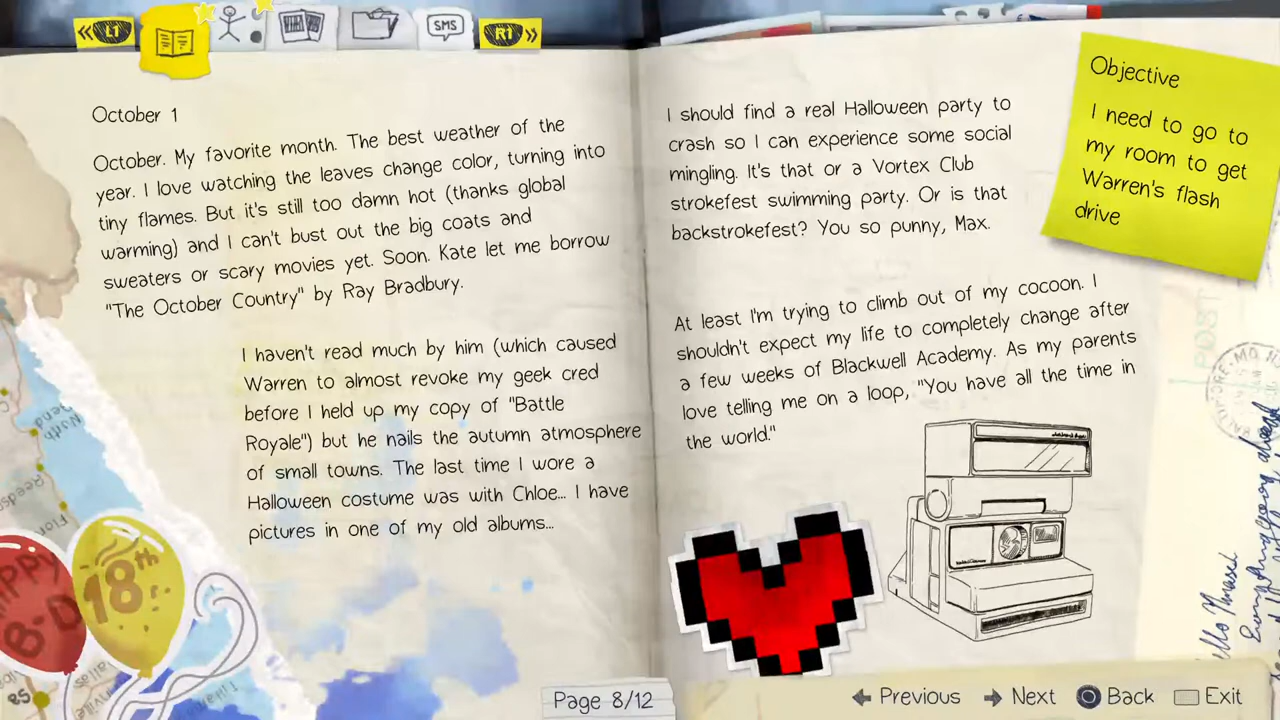 L1
SMS
R1
October 1
October. My favorite month. The best weather of the
year. I love watching the leaves change color, turning into
tiny flames. But it's still too damn hot (thanks global
warming) and I can't bust out the big coats and
sweaters or scary movies yet. Soon. Kate let me borrow
"The October Country" by Ray Bradbury.
I haven't read much by him (which caused
Warren to almost revoke my geek cred
before I held up my copy of "Battle
Royale") but he nails the autumn atmosphere
of small towns. The last time I wore a
Halloween costume was with Chloe... I have
pictures in one of my old albums...
18th
I should find a real Halloween party to
crash so I can experience some social
mingling. It's that or a Vortex Club
strokefest swimming party. Or is that
backstrokefest? You so punny, Max.
At least I'm trying to climb out of my cocoon. I
shouldn't expect my life to completely change after
a few weeks of Blackwell Academy. As my parents
love telling me on a loop, "You have all the time in
the world."
Objective
I need to go to
my room to get
Warren's flash
drive
POST
North
Bend
Page 8/12
Previous
Next
Back
Exit